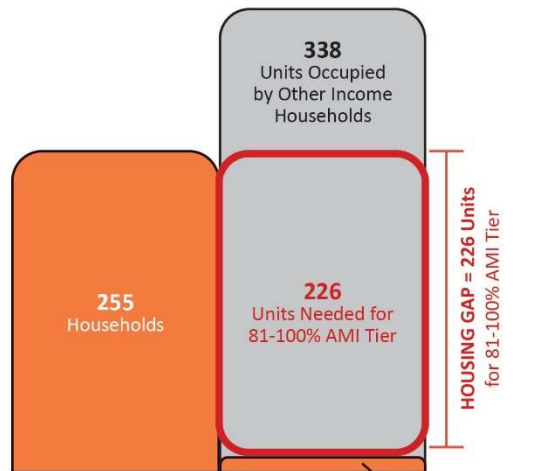 338
Units Occupied
by Other Income
Households
255
Households
226
Units Needed for
81-100% AMI Tier
HOUSING GAP = 226 Units
for 81-100% AMI Tier